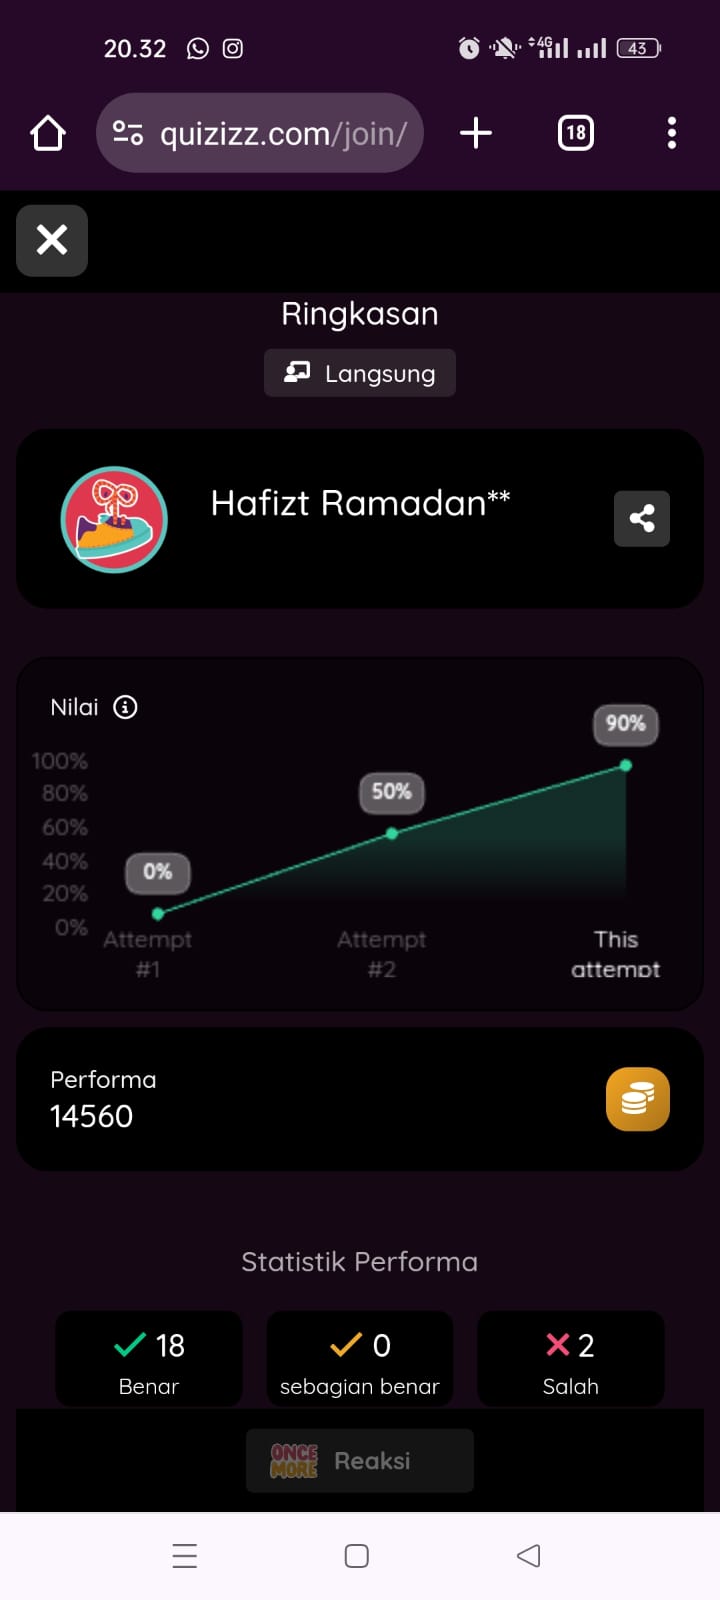 20.32
4G
43
quizizz.com/join/
18
Ringkasan
Langsung
Hafizt Ramadan**
Nilai
90%
100%
80%
50%
60%
40%
0%
20%
0%
Attempt #1
Attempt #2
This attempt
Performa
14560
Statistik Performa
18
Benar
0
sebagian benar
2
Salah
ONCE MORE
Reaksi